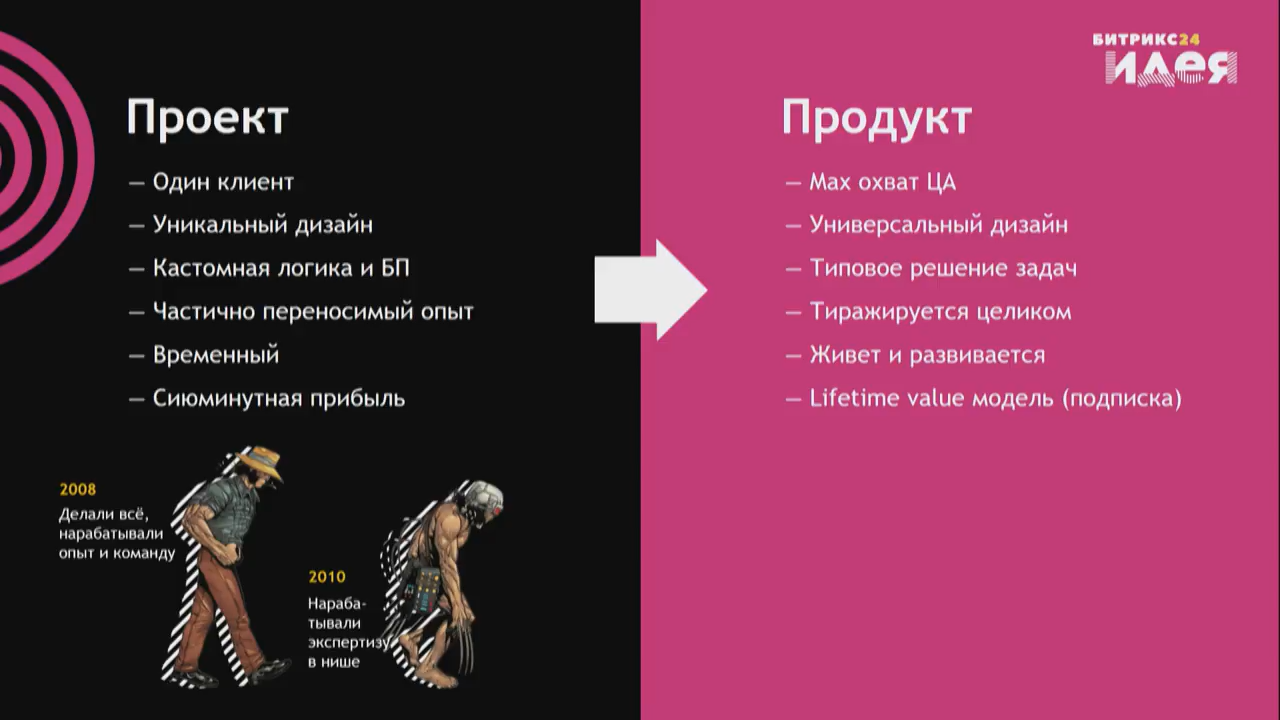 БИТРИКС24
идея
Проект
— Один клиент
— Уникальный дизайн
— Кастомная логика и БП
— Частично переносимый опыт
— Временный
— Сиюминутная прибыль
Продукт
— Max охват ЦА
— Универсальный дизайн
— Типовое решение задач
— Тиражируется целиком
— Живет и развивается
— Lifetime value модель (подписка)
2008
Делали всё,
нарабатывали
опыт и команду
2010
Нараба-
тывали
экспертизу
в нише